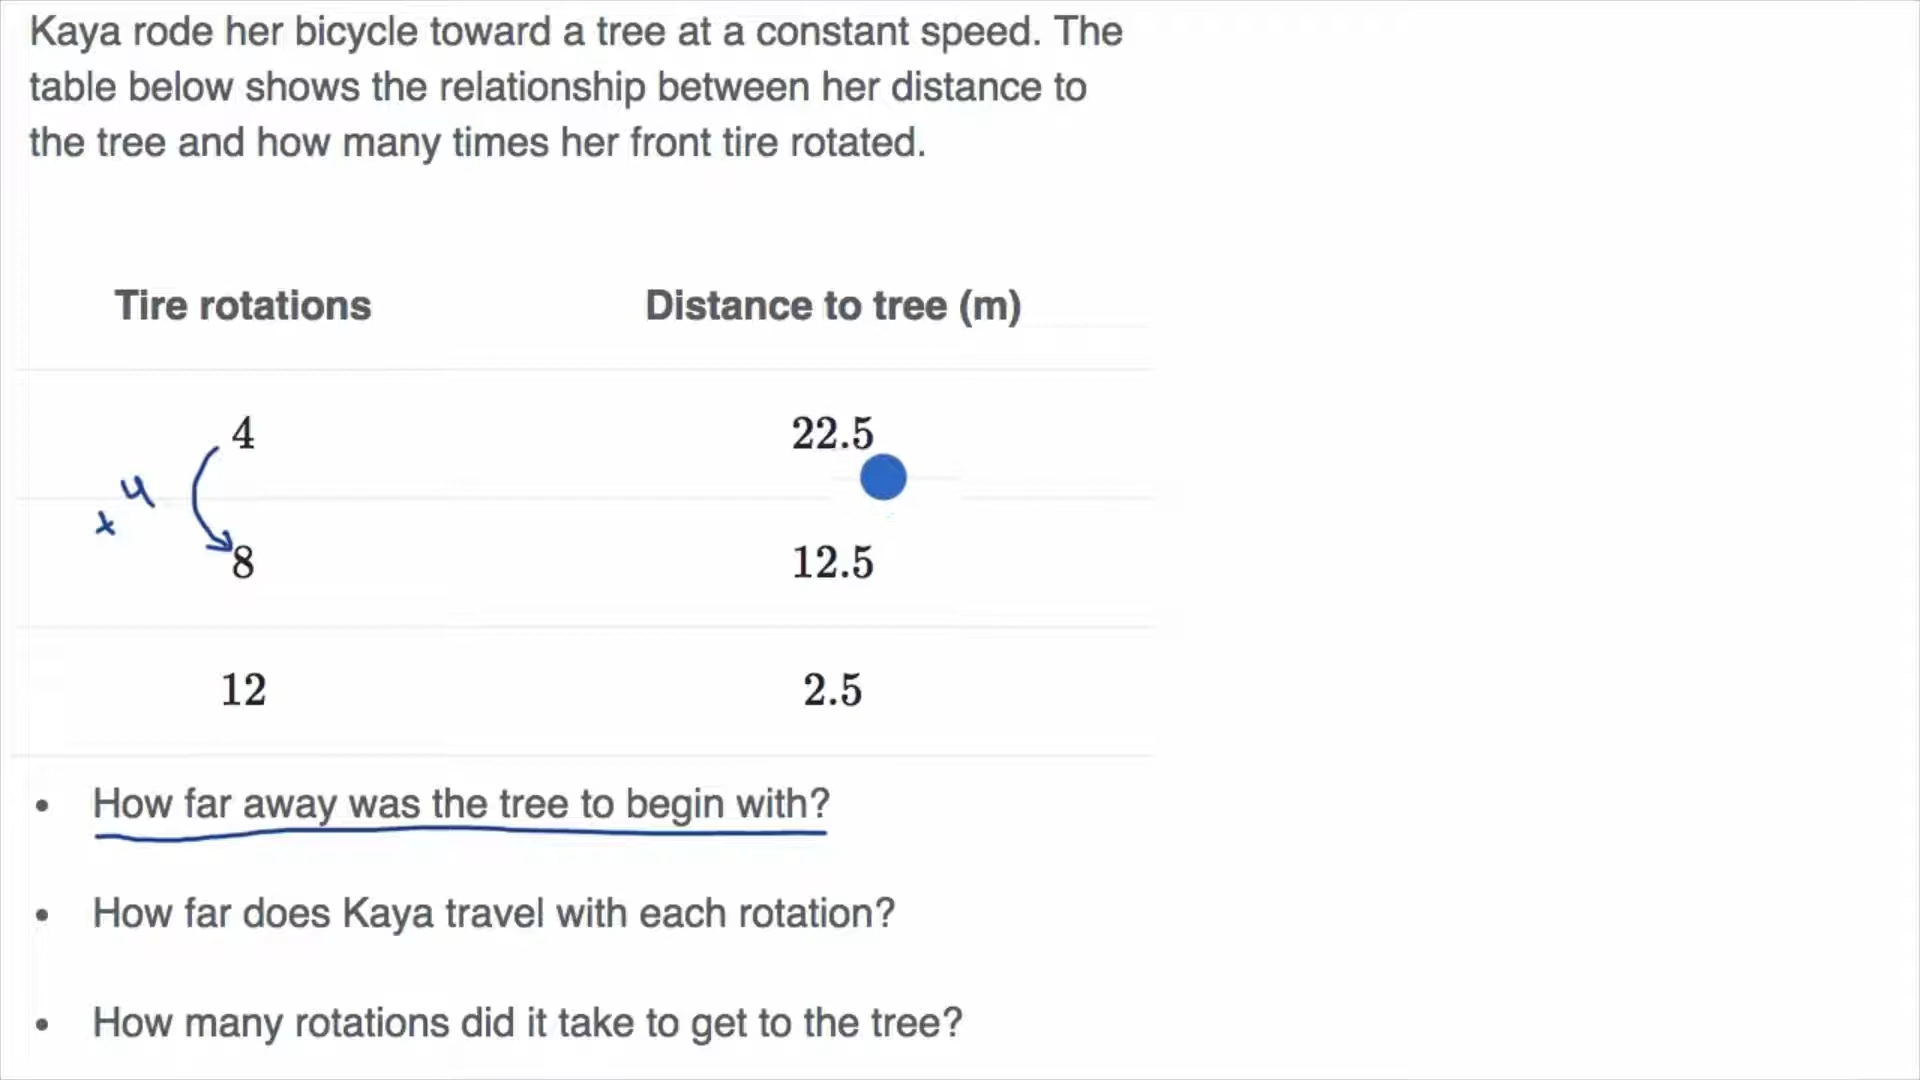 Kaya rode her bicycle toward a tree at a constant speed. The
table below shows the relationship between her distance to
the tree and how many times her front tire rotated.
Tire rotations Distance to tree (m)
4 22.5
+4
8 12.5
12 2.5
• How far away was the tree to begin with?
• How far does Kaya travel with each rotation?
• How many rotations did it take to get to the tree?